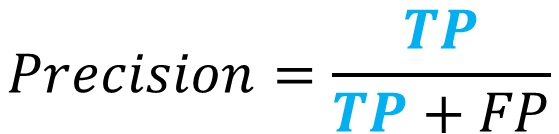 Precision = TP / (TP + FP)